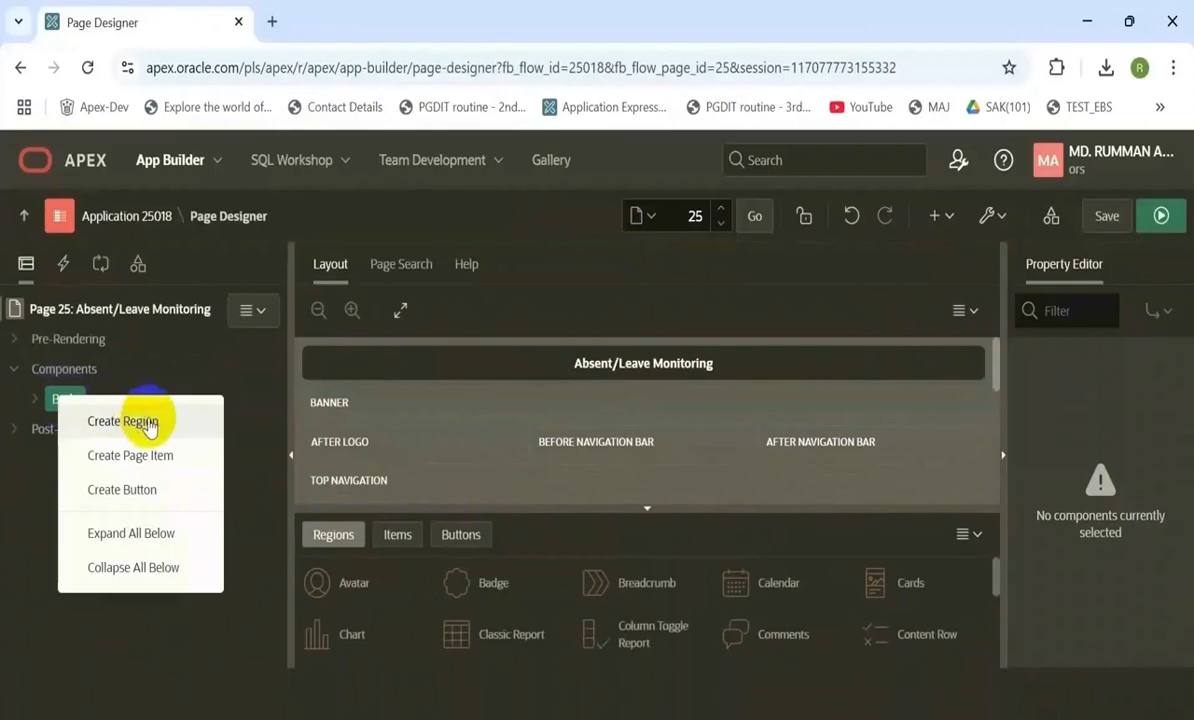 Page Designer
apex.oracle.com/pls/apex/r/apex/app-builder/page-designer?fb_flow_id=25018&fb_flow_page_id=25&session=117077773155332
R
Apex-Dev
Explore the world of...
Contact Details
PGDIT routine - 2nd...
Application Express...
PGDIT routine - 3rd...
YouTube
MAJ
SAK(101)
TEST_EBS
APEX
App Builder
SQL Workshop
Team Development
Gallery
Search
MA
MD. RUMMAN A...
ors
Application 25018 \ Page Designer
25
Go
Save
Layout
Page Search
Help
Property Editor
Page 25: Absent/Leave Monitoring
Filter
Pre-Rendering
Components
Post-
Create Region
Create Page Item
Create Button
Expand All Below
Collapse All Below
Absent/Leave Monitoring
BANNER
AFTER LOGO
BEFORE NAVIGATION BAR
AFTER NAVIGATION BAR
TOP NAVIGATION
No components currently
selected
Regions
Items
Buttons
Avatar
Badge
Breadcrumb
Calendar
Cards
Chart
Classic Report
Column Toggle
Report
Comments
Content Row